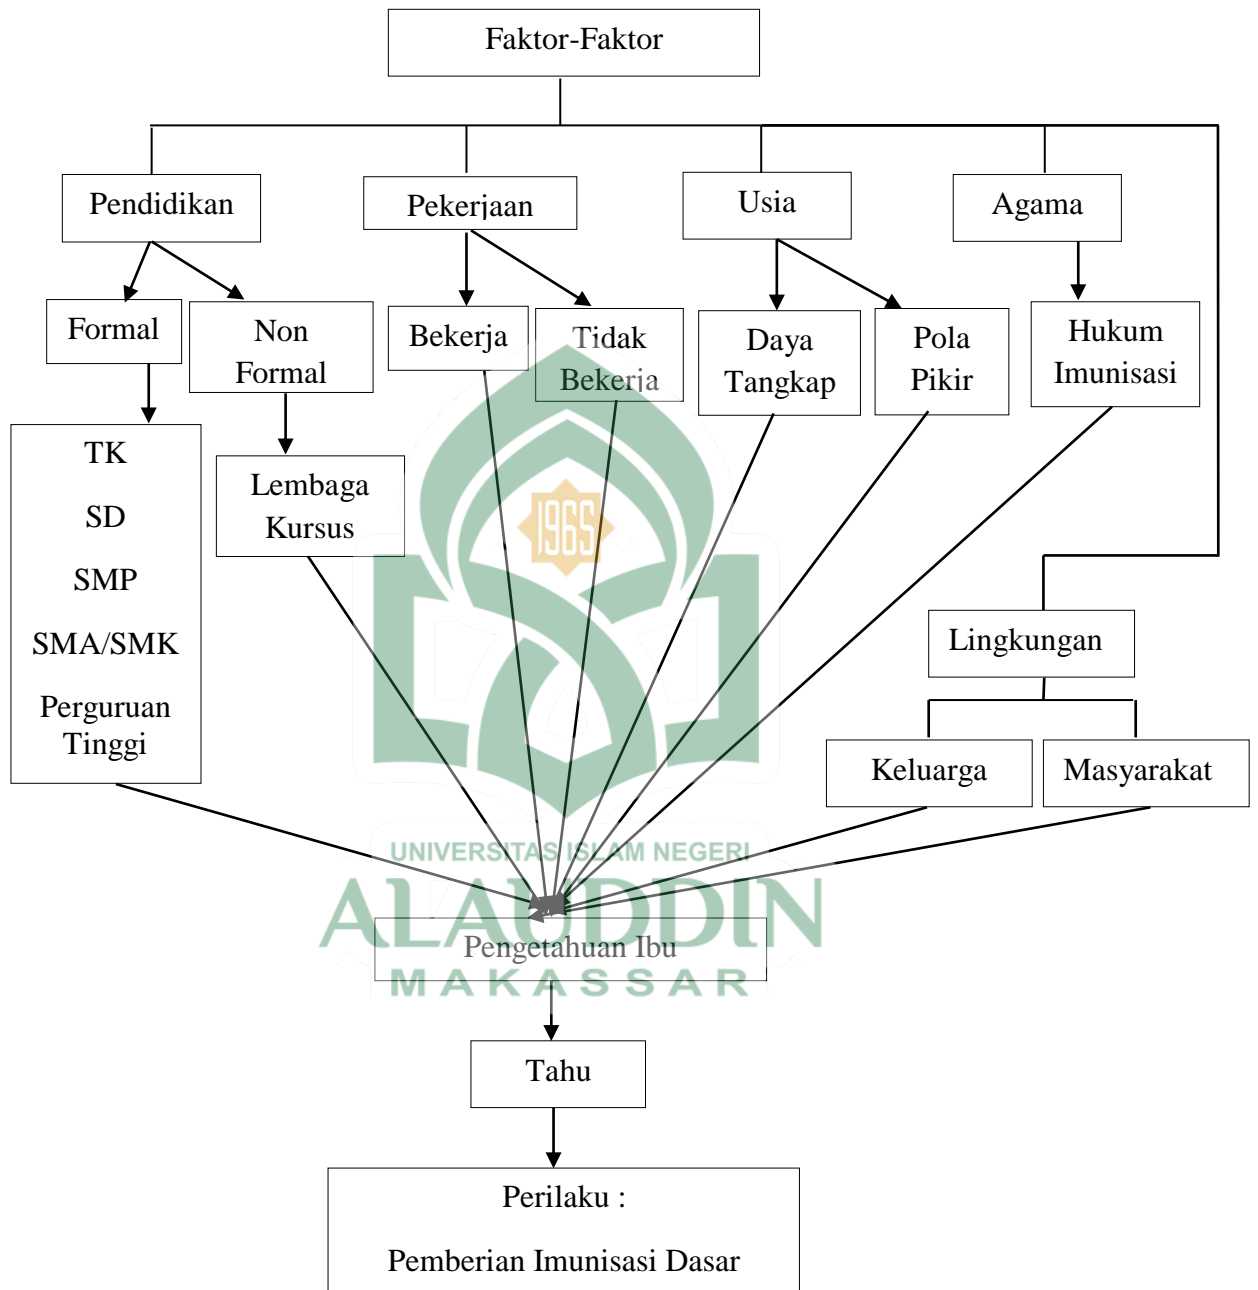 Faktor-Faktor
Pendidikan
Pekerjaan
Usia
Agama
Formal
Non
Formal
Bekerja
Tidak
Bekerja
Daya
Tangkap
Pola
Pikir
Hukum
Imunisasi
TK
SD
SMP
SMA/SMK
Perguruan
Tinggi
Lembaga
Kursus
1965
Lingkungan
Keluarga
Masyarakat
UNIVERSITAS ISLAM NEGERI
ALAUDDIN
Pengetahuan Ibu
MAKASSAR
Tahu
Perilaku :
Pemberian Imunisasi Dasar